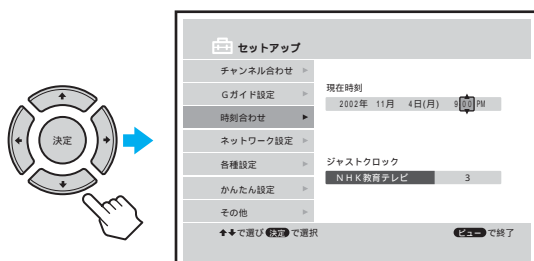 セットアップ
チャンネル合わせ
Gガイド設定
時刻合わせ
ネットワーク設定
各種設定
かんたん設定
その他
現在時刻
2002年 11月 4日(月) 9:00 PM
ジャストクロック
NHK教育テレビ 3
決定
で選び 決定 で選択
ビュー で終了